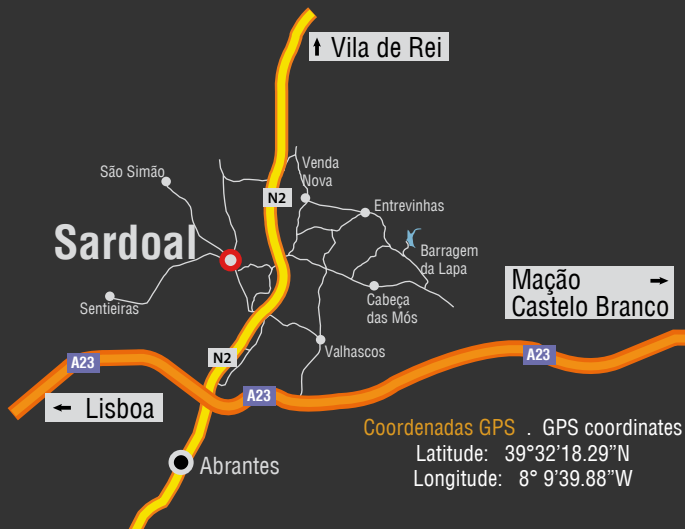 Vila de Rei
São Simão
Venda
Nova
N2
Entrevinhas
Sardoal
Barragem
da Lapa
Mação
Castelo Branco
Sentieiras
Cabeça
das Mós
N2
Valhascos
A23
A23
A23
Lisboa
Coordenadas GPS . GPS coordinates
Latitude: 39°32'18.29”N
Longitude: 8° 9'39.88”W
Abrantes